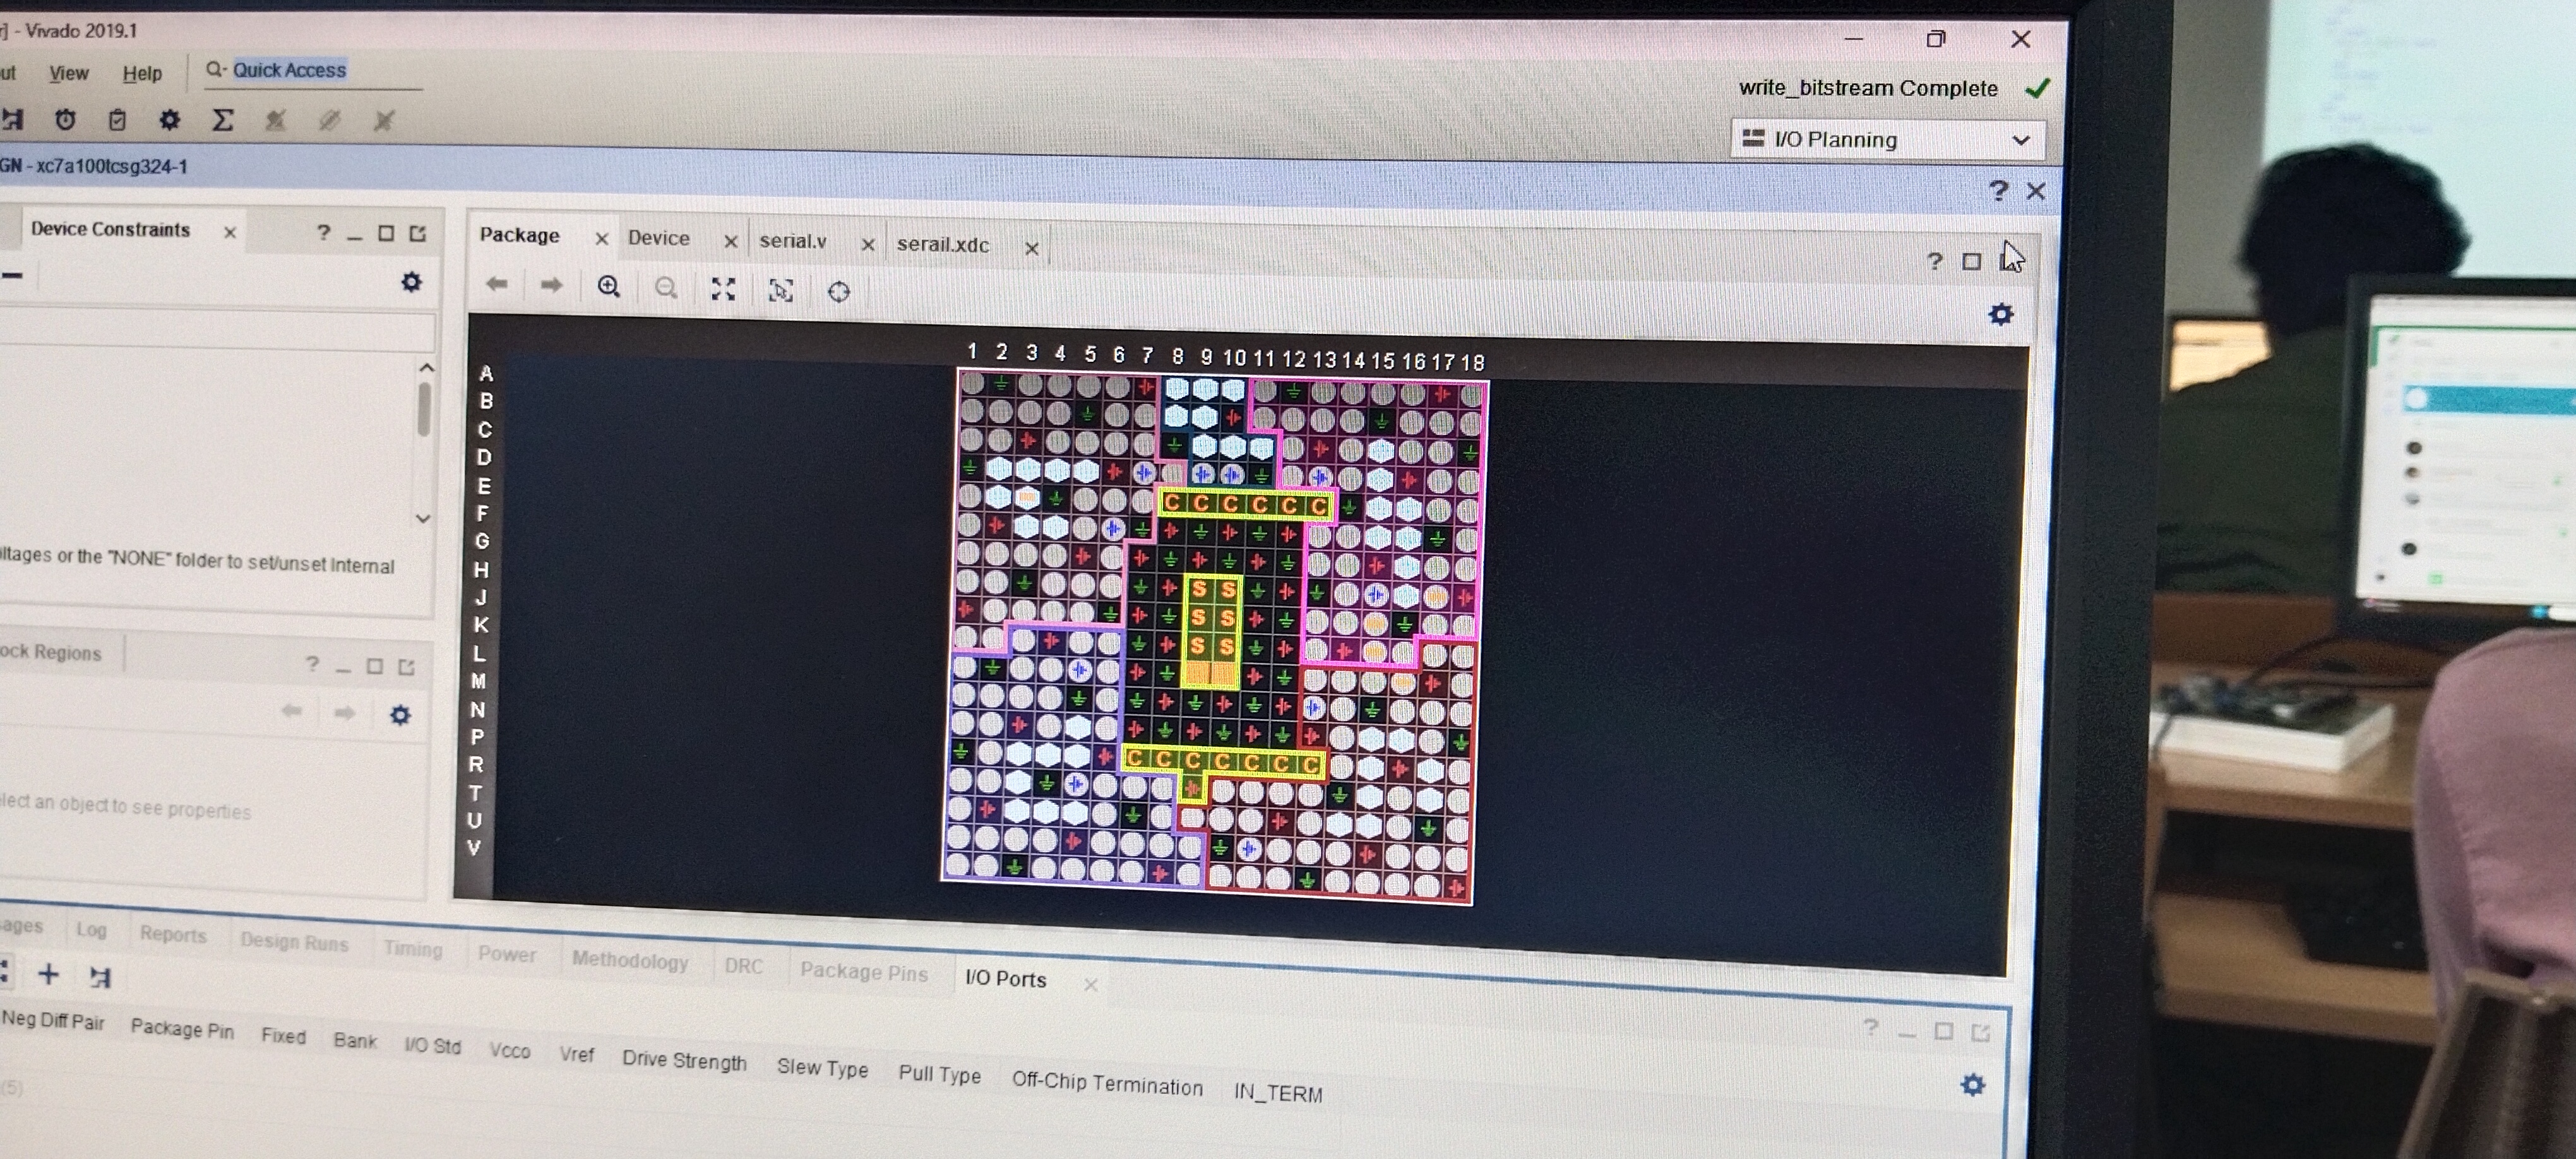 r] - Vivado 2019.1
ut View Help Quick Access
write_bitstream Complete
I/O Planning
GN - xc7a100tcsg324-1
Device Constraints
Package Device serial.v serail.xdc
1 2 3 4 5 6 7 8 9 10 11 12 13 14 15 16 17 18
A
B
C
D
E
F
G
H
J
K
L
M
N
P
R
T
U
V
C C C C C C
S S
S S
S S
C C C C C C C
ltages or the "NONE" folder to set/unset Internal
ock Regions
lect an object to see properties
ages Log Reports Design Runs Timing Power Methodology DRC Package Pins I/O Ports
Neg Diff Pair Package Pin Fixed Bank I/O Std Vcco Vref Drive Strength Slew Type Pull Type Off-Chip Termination IN_TERM
(5)